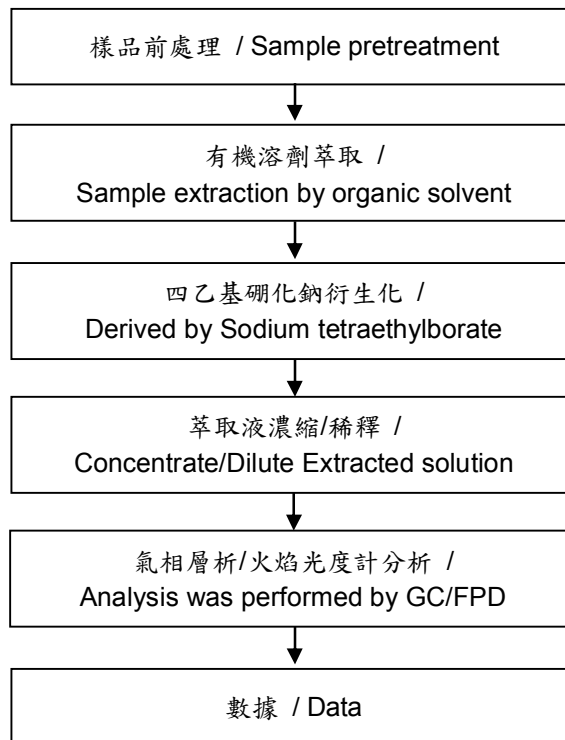 樣品前處理 / Sample pretreatment
有機溶劑萃取 /
Sample extraction by organic solvent
四乙基硼化鈉衍生化 /
Derived by Sodium tetraethylborate
萃取液濃縮/稀釋 /
Concentrate/Dilute Extracted solution
氣相層析/火焰光度計分析 /
Analysis was performed by GC/FPD
數據 / Data